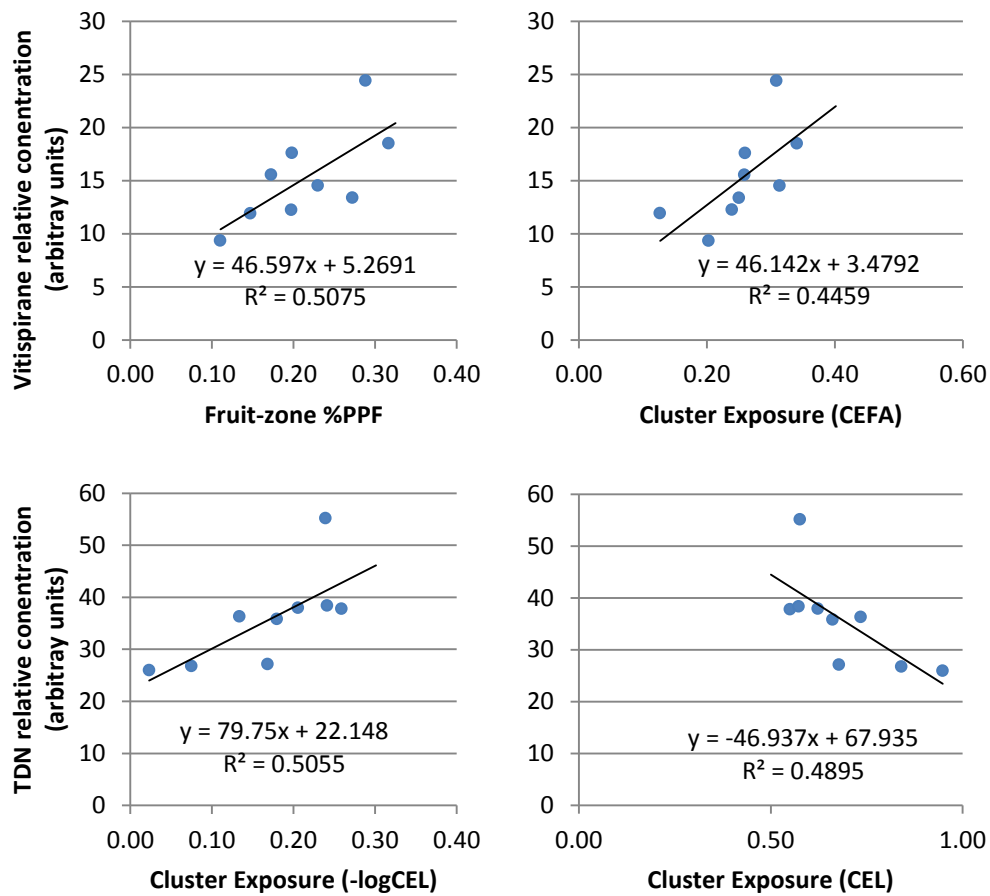 Vitispirane relative conentration
(arbitray units)
30
25
20
15
10
5
0
y = 46.597x + 5.2691
R² = 0.5075
0.00 0.10 0.20 0.30 0.40
Fruit-zone %PPF
30
25
20
15
10
5
0
y = 46.142x + 3.4792
R² = 0.4459
0.00 0.20 0.40 0.60
Cluster Exposure (CEFA)
TDN relative conentration
(arbitray units)
60
50
40
30
20
10
0
y = 79.75x + 22.148
R² = 0.5055
0.00 0.10 0.20 0.30 0.40
Cluster Exposure (-logCEL)
60
50
40
30
20
10
0
y = -46.937x + 67.935
R² = 0.4895
0.00 0.50 1.00
Cluster Exposure (CEL)